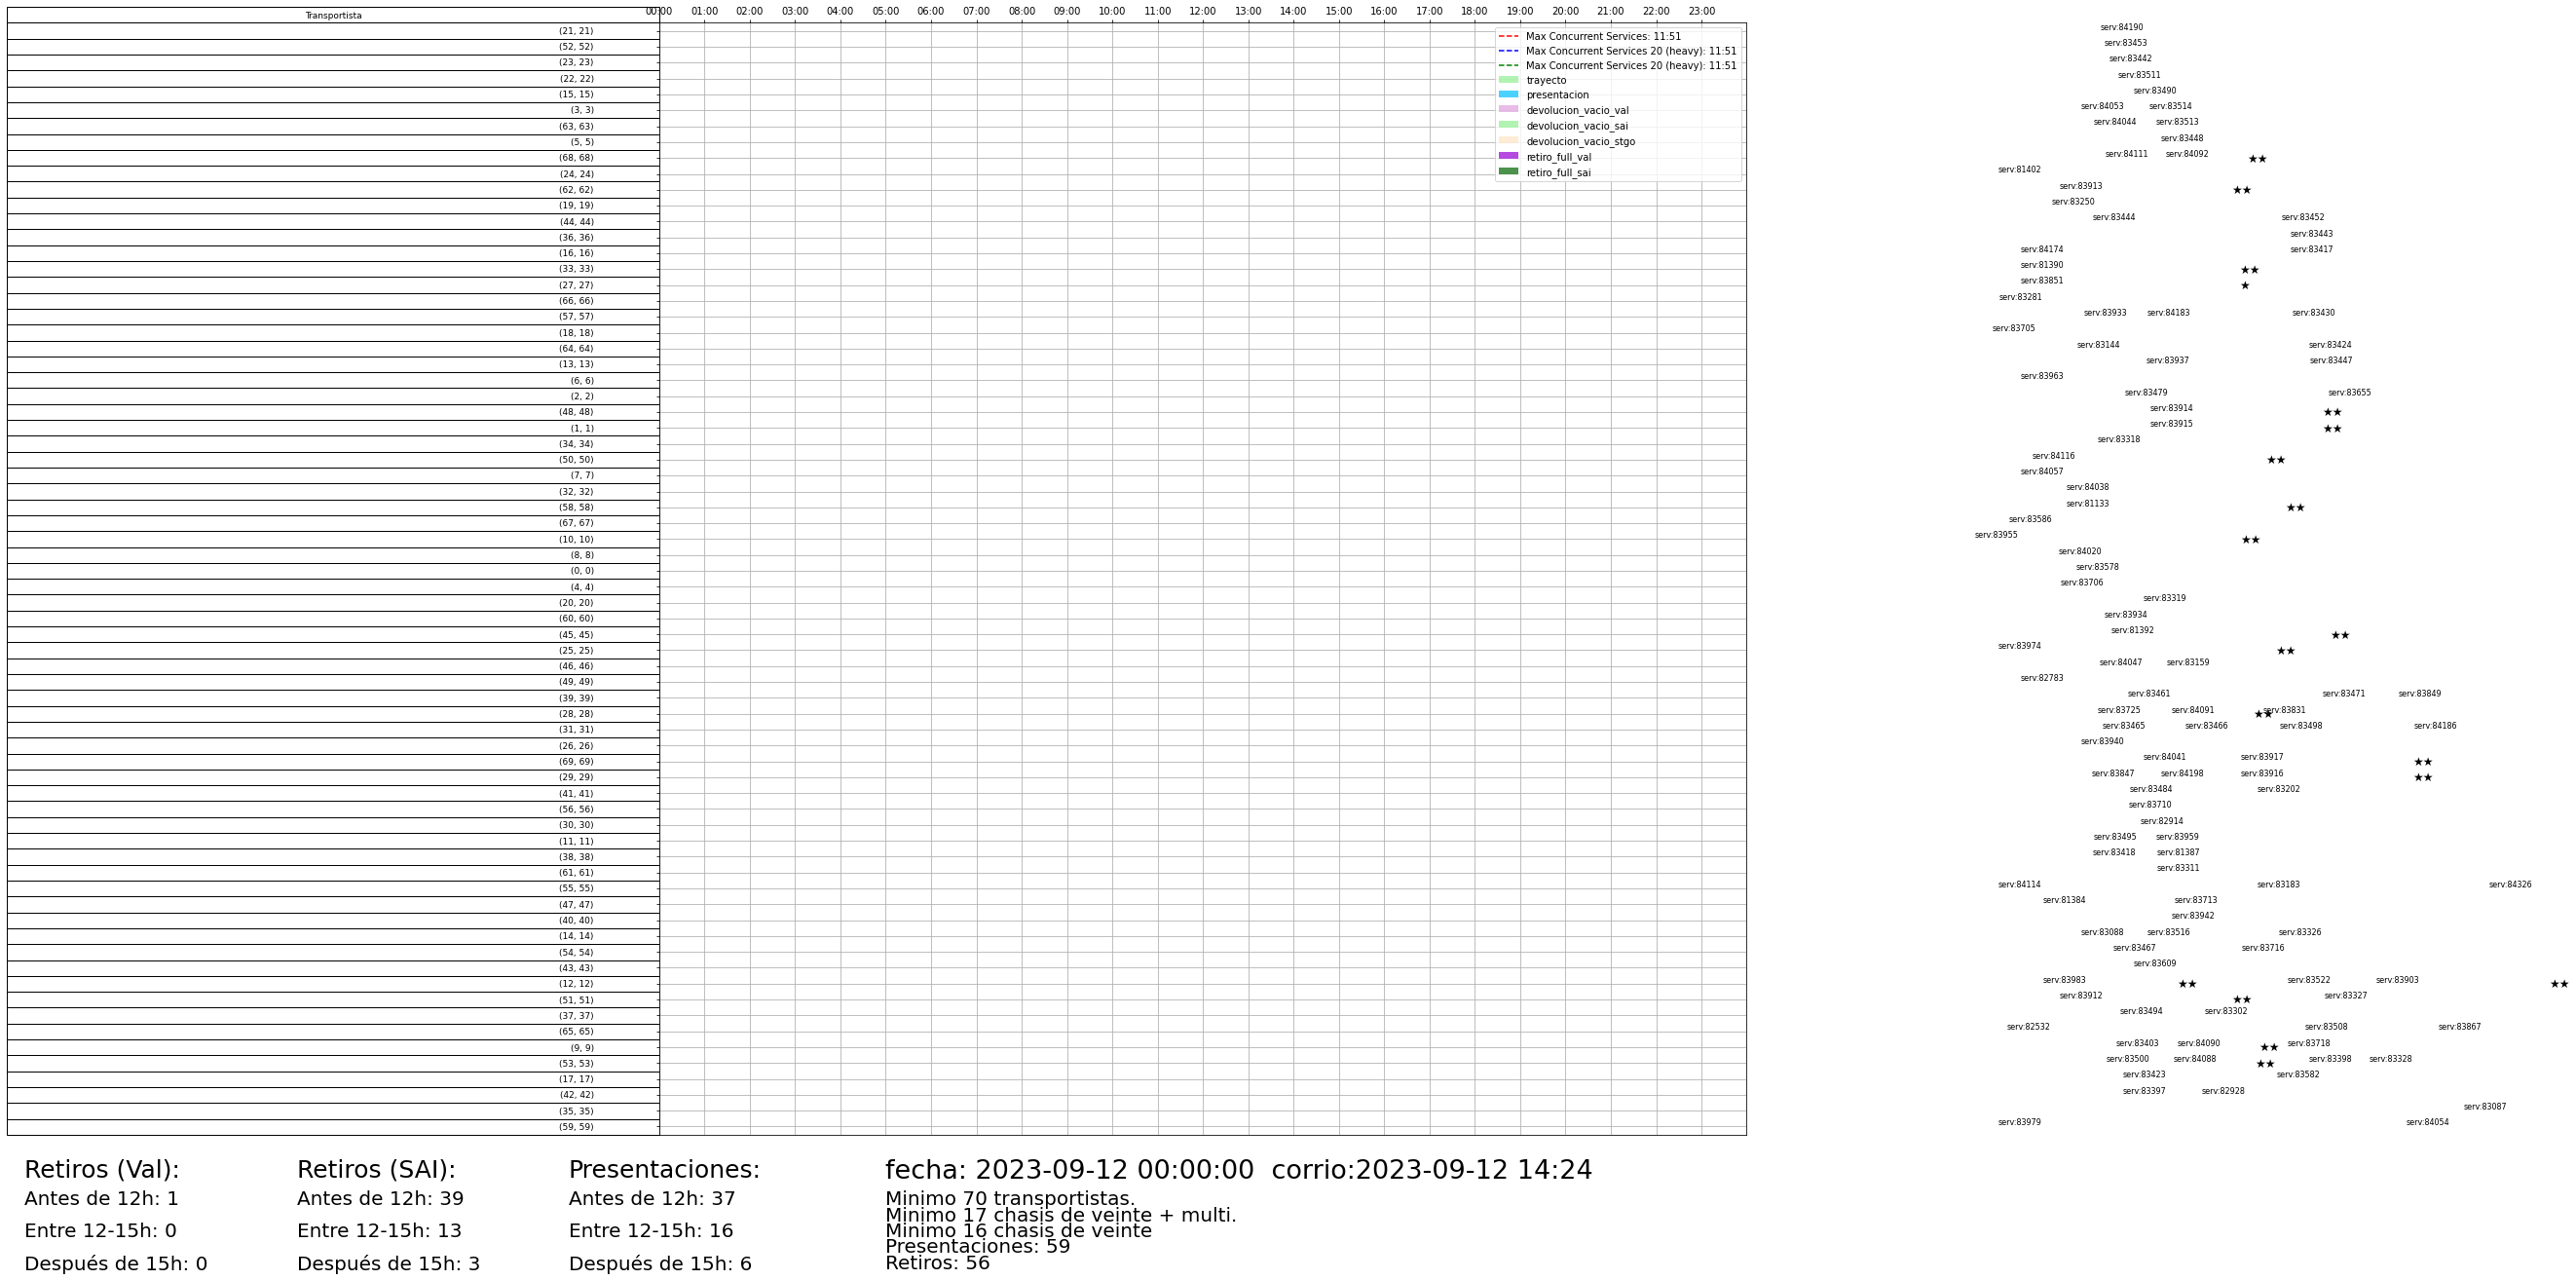 Transportista 00:00 01:00 02:00 03:00 04:00 05:00 06:00 07:00 08:00 09:00 10:00 11:00 12:00 13:00 14:00 15:00 16:00 17:00 18:00 19:00 20:00 21:00 22:00 23:00
Max Concurrent Services: 11:51
Max Concurrent Services 20 (heavy): 11:51
Max Concurrent Services 20 (heavy): 11:51
trayecto
presentacion
devolucion_vacio_val
devolucion_vacio_sai
devolucion_vacio_stgo
retiro_full_val
retiro_full_sai
(21, 21) serv:84190
(52, 52) serv:83453
(23, 23) serv:83442
(22, 22) serv:83511
(15, 15) serv:83490
(3, 3) serv:84053 serv:83514
(63, 63) serv:84044 serv:83513
(5, 5) serv:83448
(68, 68) serv:84111 serv:84092 ★★
(24, 24) serv:81402
(62, 62) serv:83913 ★★
(19, 19) serv:83250
(44, 44) serv:83444 serv:83452
(36, 36) serv:83443
(16, 16) serv:84174 serv:83417
(33, 33) serv:81390 ★★
(27, 27) serv:83851 ★
(66, 66) serv:83281
(57, 57) serv:83933 serv:84183 serv:83430
(18, 18) serv:83705
(64, 64) serv:83144 serv:83424
(13, 13) serv:83937 serv:83447
(6, 6) serv:83963
(2, 2) serv:83479 serv:83655
(48, 48) serv:83914 ★★
(1, 1) serv:83915 ★★
(34, 34) serv:83318
(50, 50) serv:84116 ★★
(7, 7) serv:84057
(32, 32) serv:84038
(58, 58) serv:81133 ★★
(67, 67) serv:83586
(10, 10) serv:83955 ★★
(8, 8) serv:84020
(0, 0) serv:83578
(4, 4) serv:83706
(20, 20) serv:83319
(60, 60) serv:83934
(45, 45) serv:81392 ★★
(25, 25) serv:83974 ★★
(46, 46) serv:84047 serv:83159
(49, 49) serv:82783
(39, 39) serv:83461 serv:83471 serv:83849
(28, 28) serv:83725 serv:84091 ★★ serv:83831
(31, 31) serv:83465 serv:83466 serv:83498 serv:84186
(26, 26) serv:83940
(69, 69) serv:84041 serv:83917 ★★
(29, 29) serv:83847 serv:84198 serv:83916 ★★
(41, 41) serv:83484 serv:83202
(56, 56) serv:83710
(30, 30) serv:82914
(11, 11) serv:83495 serv:83959
(38, 38) serv:83418 serv:81387
(61, 61) serv:83311
(55, 55) serv:84114 serv:83183 serv:84326
(47, 47) serv:81384 serv:83713
(40, 40) serv:83942
(14, 14) serv:83088 serv:83516 serv:83326
(54, 54) serv:83467 serv:83716
(43, 43) serv:83609
(12, 12) serv:83983 ★★ serv:83522 serv:83903 ★★
(51, 51) serv:83912 ★★ serv:83327
(37, 37) serv:83494 serv:83302
(65, 65) serv:82532 serv:83508 serv:83867
(9, 9) serv:83403 serv:84090 ★★ serv:83718
(53, 53) serv:83500 serv:84088 ★★ serv:83398 serv:83328
(17, 17) serv:83423 serv:83582
(42, 42) serv:83397 serv:82928
(35, 35) serv:83087
(59, 59) serv:83979 serv:84054
Retiros (Val):
Antes de 12h: 1
Entre 12-15h: 0
Después de 15h: 0
Retiros (SAI):
Antes de 12h: 39
Entre 12-15h: 13
Después de 15h: 3
Presentaciones:
Antes de 12h: 37
Entre 12-15h: 16
Después de 15h: 6
fecha: 2023-09-12 00:00:00 corrio:2023-09-12 14:24
Minimo 70 transportistas.
Minimo 17 chasis de veinte + multi.
Minimo 16 chasis de veinte
Presentaciones: 59
Retiros: 56